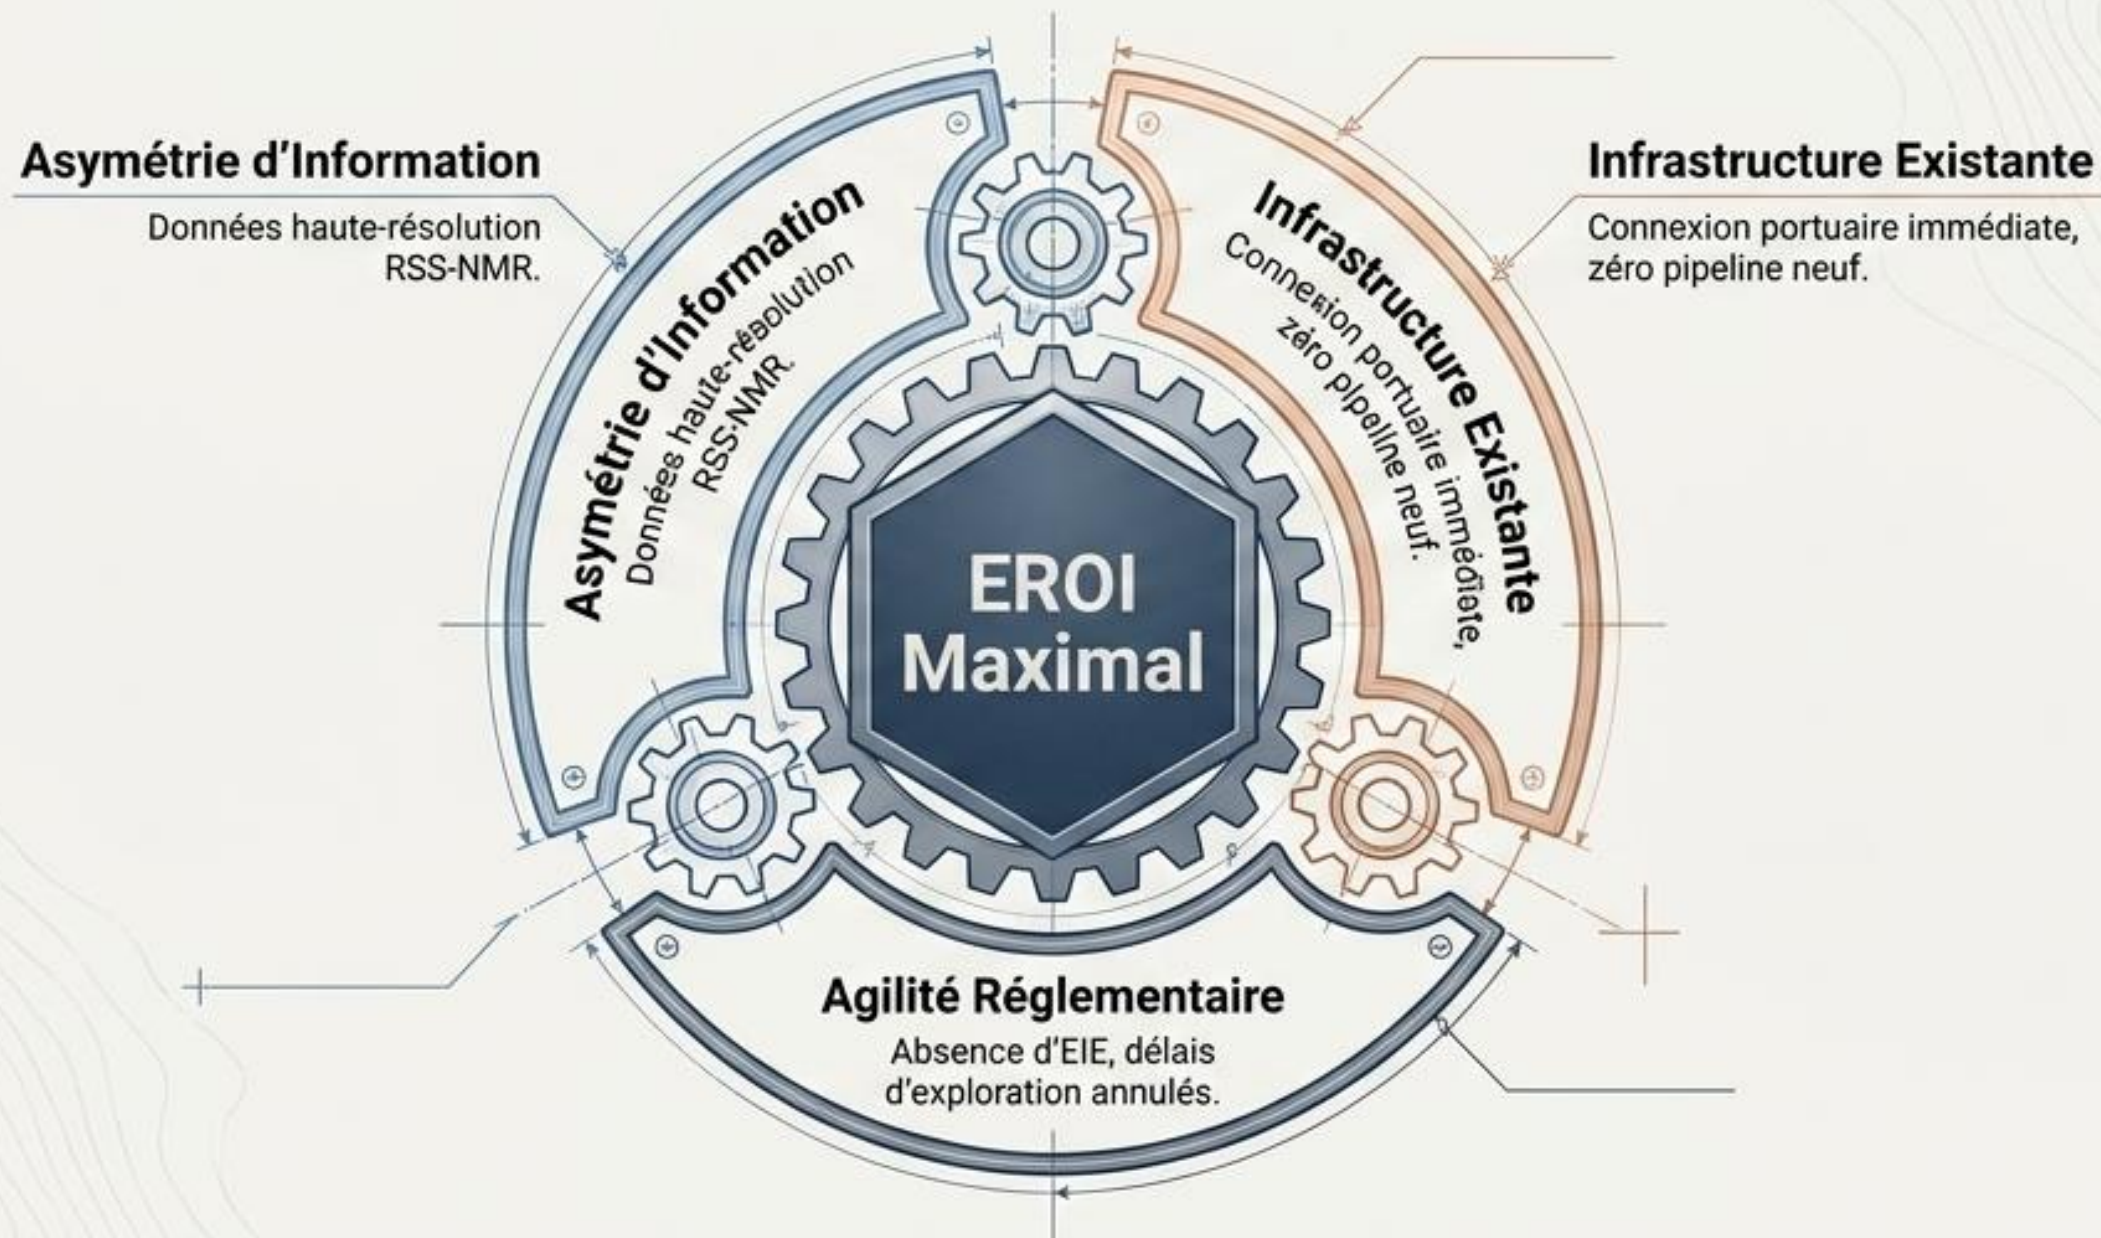 Asymétrie d'Information
Données haute-résolution
RSS-NMR.
Infrastructure Existante
Connexion portuaire immédiate,
zéro pipeline neuf.
Asymétrie d'Information
Données haute-résolution
RSS-NMR.
Infrastructure Existante
Connexion portuaire immédiate,
zéro pipeline neuf.
EROI
Maximal
Agilité Réglementaire
Absence d'EIE, délais
d'exploration annulés.